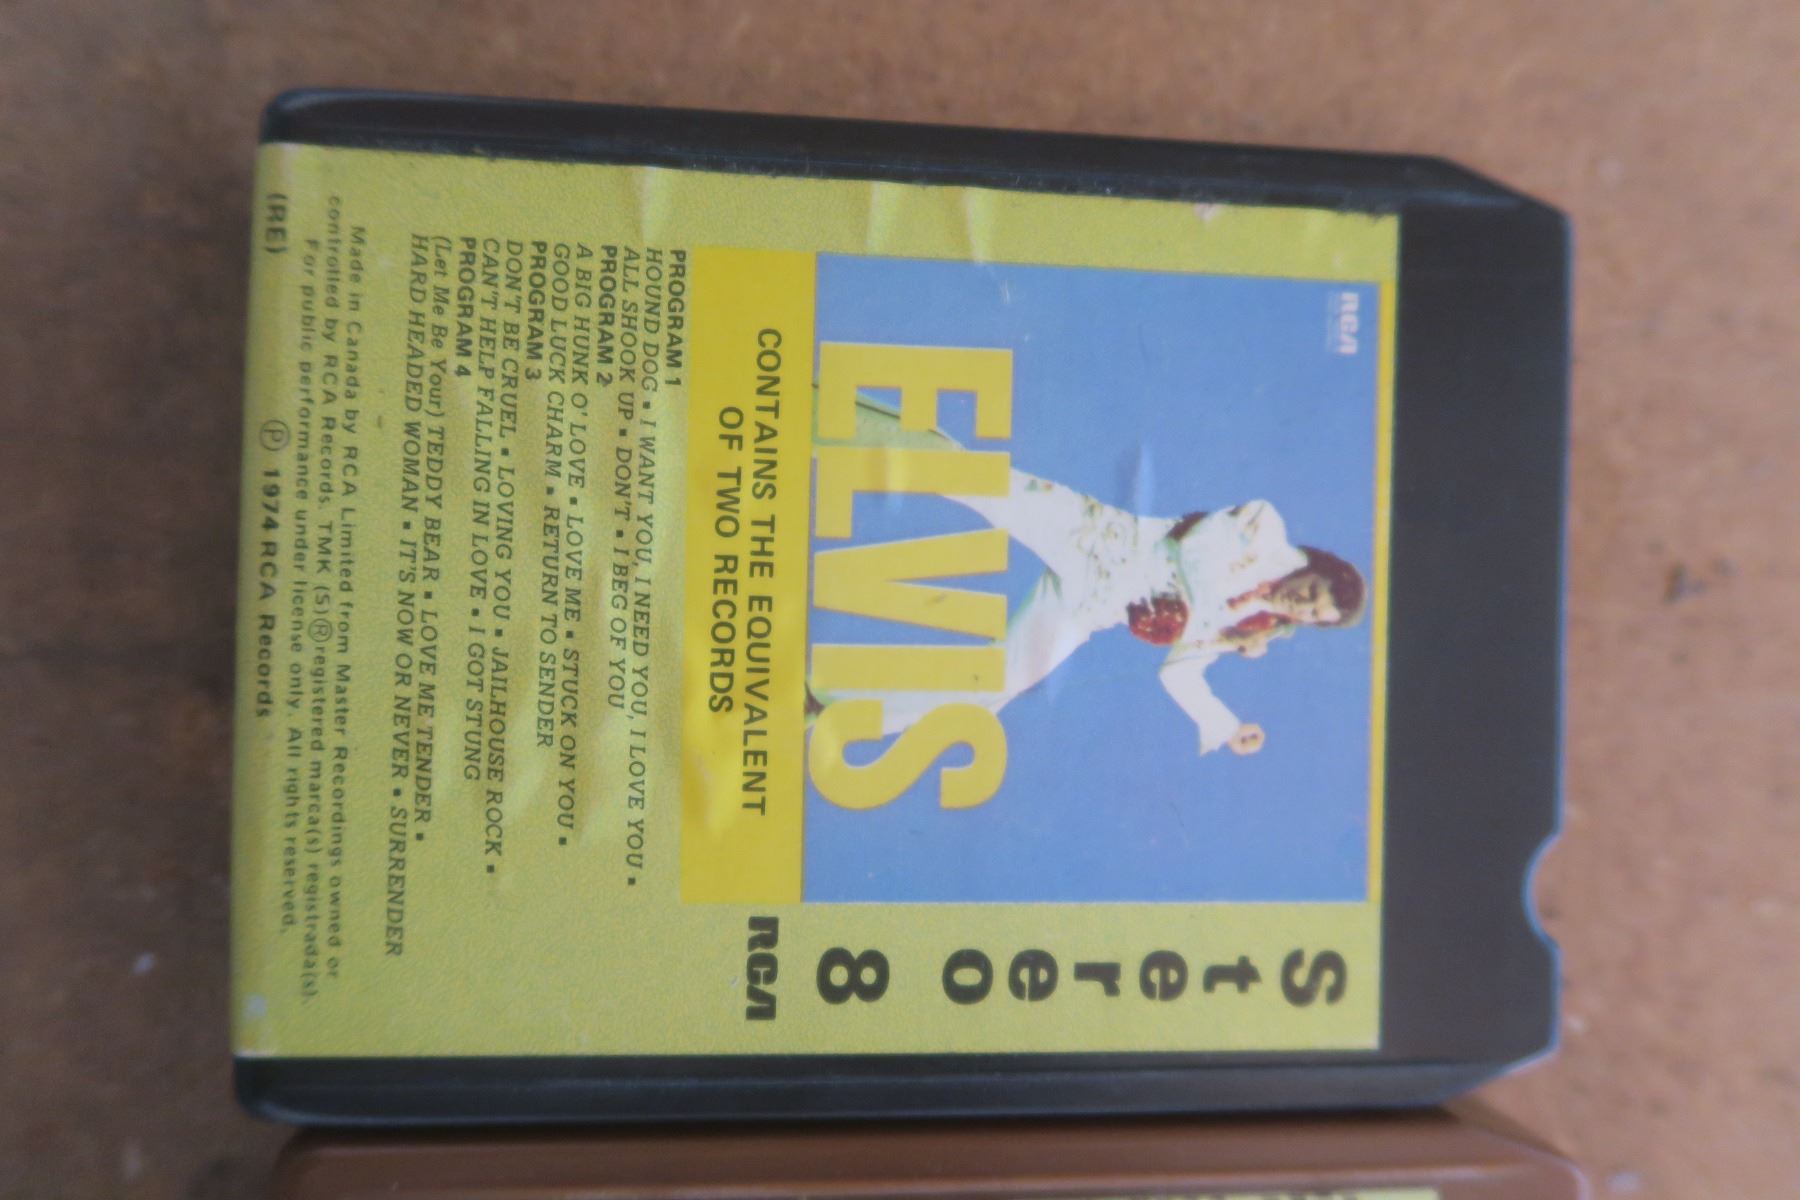 RCA
ELVIS
Stereo 8
CONTAINS THE EQUIVALENT
OF TWO RECORDS
RCA
PROGRAM 1
HOUND DOG ▪ I WANT YOU, I NEED YOU, I LOVE YOU ▪
ALL SHOOK UP ▪ DON'T ▪ I BEG OF YOU
PROGRAM 2
A BIG HUNK O' LOVE ▪ LOVE ME ▪ STUCK ON YOU ▪
GOOD LUCK CHARM ▪ RETURN TO SENDER
PROGRAM 3
DON'T BE CRUEL ▪ LOVING YOU ▪ JAILHOUSE ROCK ▪
CAN'T HELP FALLING IN LOVE ▪ I GOT STUNG
PROGRAM 4
(Let Me Be Your) TEDDY BEAR ▪ LOVE ME TENDER ▪
HARD HEADED WOMAN ▪ IT'S NOW OR NEVER ▪ SURRENDER
Made in Canada by RCA Limited from Master Recordings owned or
controlled by RCA Records. TMK (S) ® registered marca(s) registrada(s).
For public performance under license only. All rights reserved.
(RE) Ⓟ 1974 RCA Records